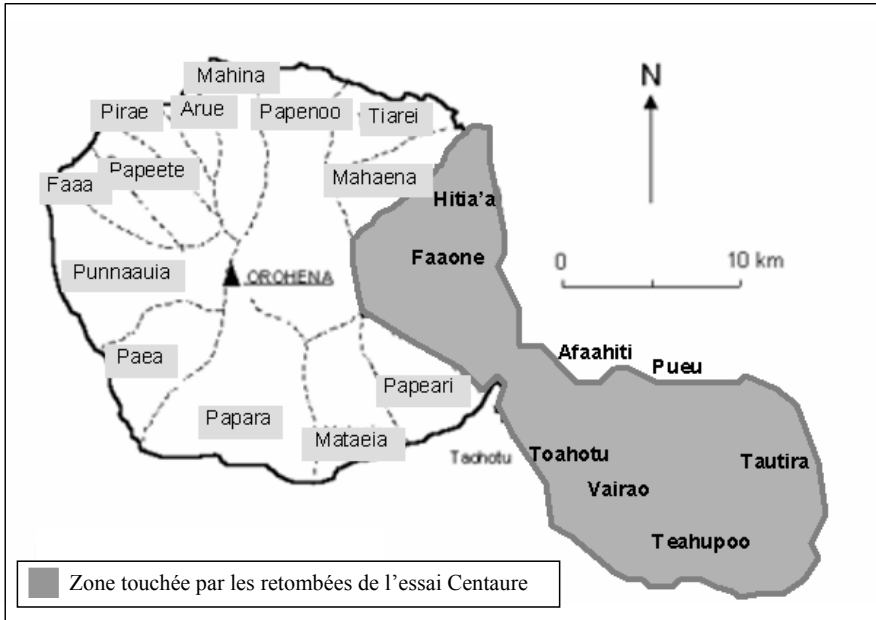 Mahina
Pirae
Arue
Papenoo
Tiarei
N
Faaa
Papeete
Mahaena
Hitia'a
Faaone
Punnaauia
OROHENA
0 10 km
Paea
Afaahiti
Pueu
Papeari
Papara
Mataeia
Taohotu
Toahotu
Tautira
Vairao
Teahupoo
Zone touchée par les retombées de l'essai Centaure